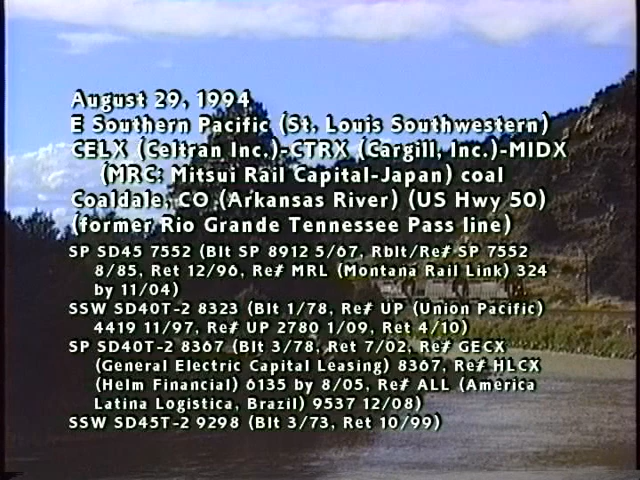 August 29, 1994
E Southern Pacific (St. Louis Southwestern)
CELX (Celtran Inc.)-CTRX (Cargill, Inc.)-MIDX
(MRC: Mitsui Rail Capital-Japan) coal
Coaldale, CO (Arkansas River) (US Hwy 50)
(former Rio Grande Tennessee Pass line)
SP SD45 7552 (Blt SP 8912 5/67, Rblt/Re# SP 7552
8/85, Ret 12/96, Re# MRL (Montana Rail Link) 324
by 11/04)
SSW SD40T-2 8323 (Blt 1/78, Re# UP (Union Pacific)
4419 11/97, Re# UP 2780 1/09, Ret 4/10)
SP SD40T-2 8367 (Blt 3/78, Ret 7/02, Re# GECX
(General Electric Capital Leasing) 8367, Re# HLCX
(Helm Financial) 6135 by 8/05, Re# ALL (America
Latina Logistica, Brazil) 9537 12/08)
SSW SD45T-2 9298 (Blt 3/73, Ret 10/99)